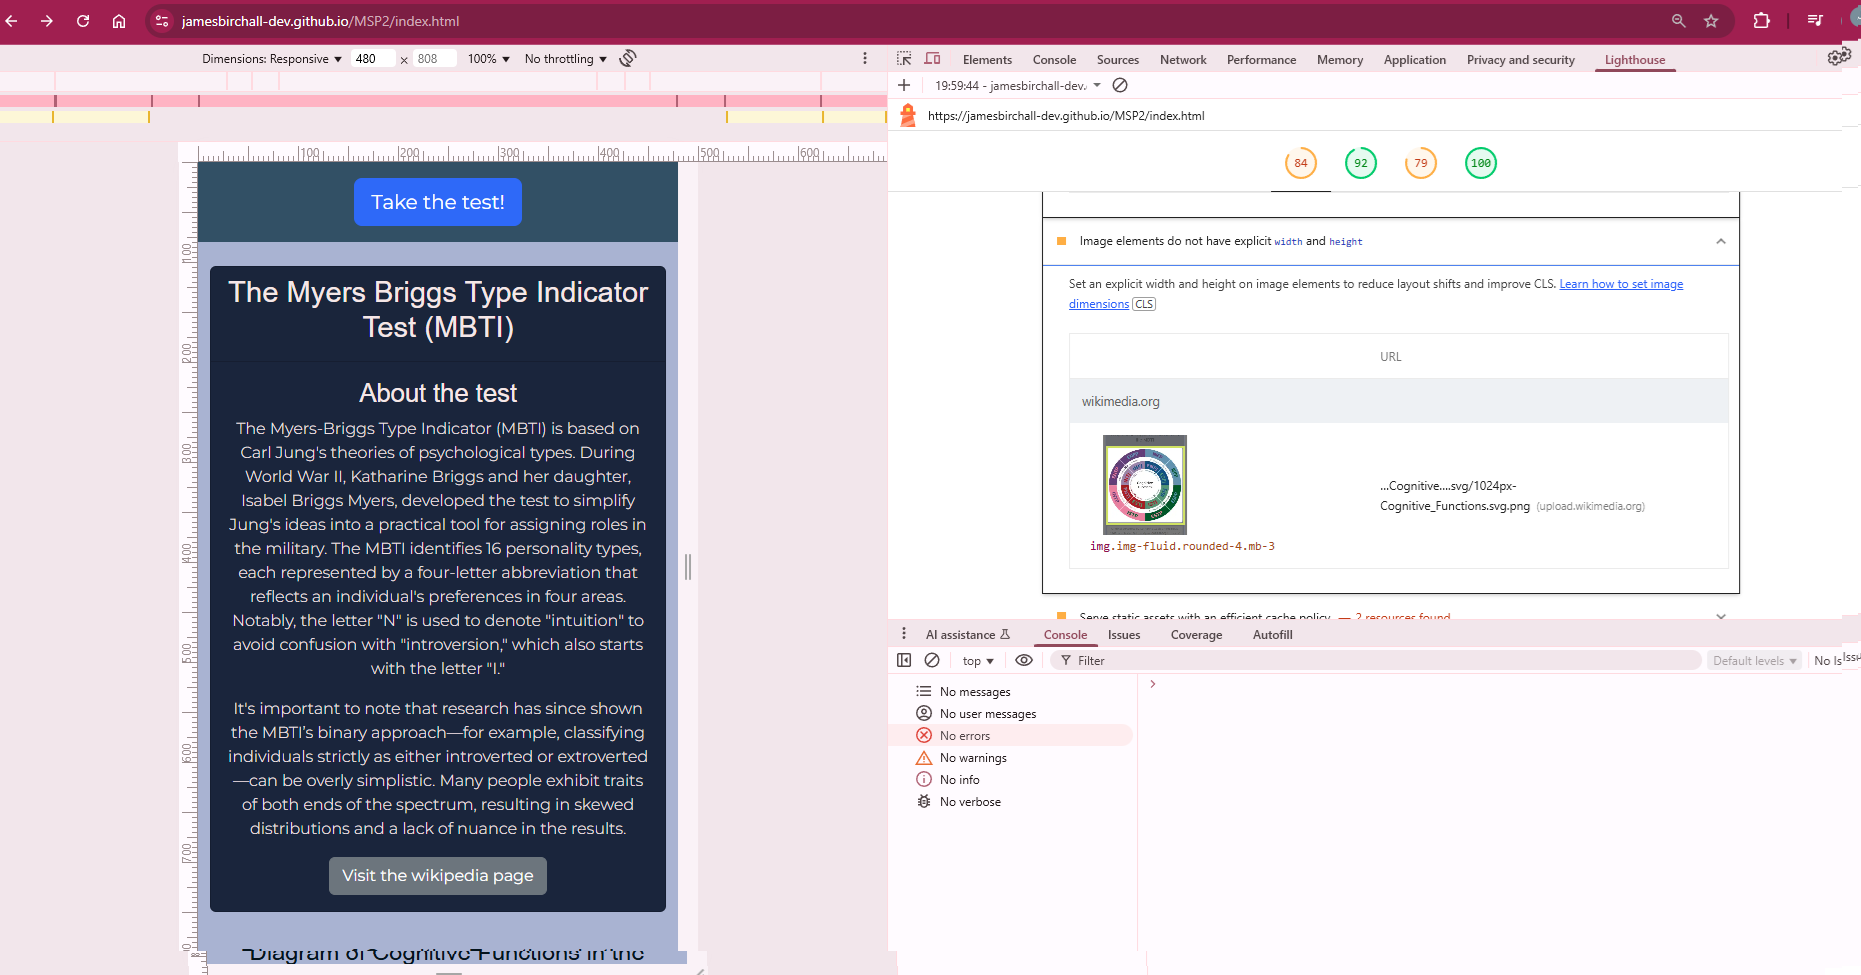 jamesbirchall-dev.github.io/MSP2/index.html
Dimensions: Responsive 480 × 808 100% No throttling
100 200 300 400 500 600
100
200
300
400
500
600
700
Take the test!
The Myers Briggs Type Indicator
Test (MBTI)
About the test
The Myers-Briggs Type Indicator (MBTI) is based on
Carl Jung's theories of psychological types. During
World War II, Katharine Briggs and her daughter,
Isabel Briggs Myers, developed the test to simplify
Jung's ideas into a practical tool for assigning roles in
the military. The MBTI identifies 16 personality types,
each represented by a four-letter abbreviation that
reflects an individual's preferences in four areas.
Notably, the letter "N" is used to denote "intuition" to
avoid confusion with "introversion," which also starts
with the letter "I."
It's important to note that research has since shown
the MBTI's binary approach—for example, classifying
individuals strictly as either introverted or extroverted
—can be overly simplistic. Many people exhibit traits
of both ends of the spectrum, resulting in skewed
distributions and a lack of nuance in the results.
Visit the wikipedia page
Diagram of Cognitive Functions in the
Elements Console Sources Network Performance Memory Application Privacy and security Lighthouse
19:59:44 - jamesbirchall-dev.
https://jamesbirchall-dev.github.io/MSP2/index.html
84 92 79 100
Image elements do not have explicit width and height
Set an explicit width and height on image elements to reduce layout shifts and improve CLS. Learn how to set image
dimensions CLS
URL
wikimedia.org
…Cognitive….svg/1024px-
Cognitive_Functions.svg.png (upload.wikimedia.org)
img.img-fluid.rounded-4.mb-3
Serve static assets with an efficient cache policy — 2 resources found
AI assistance Console Issues Coverage Autofill
top Filter Default levels No Is
No messages
No user messages
No errors
No warnings
No info
No verbose